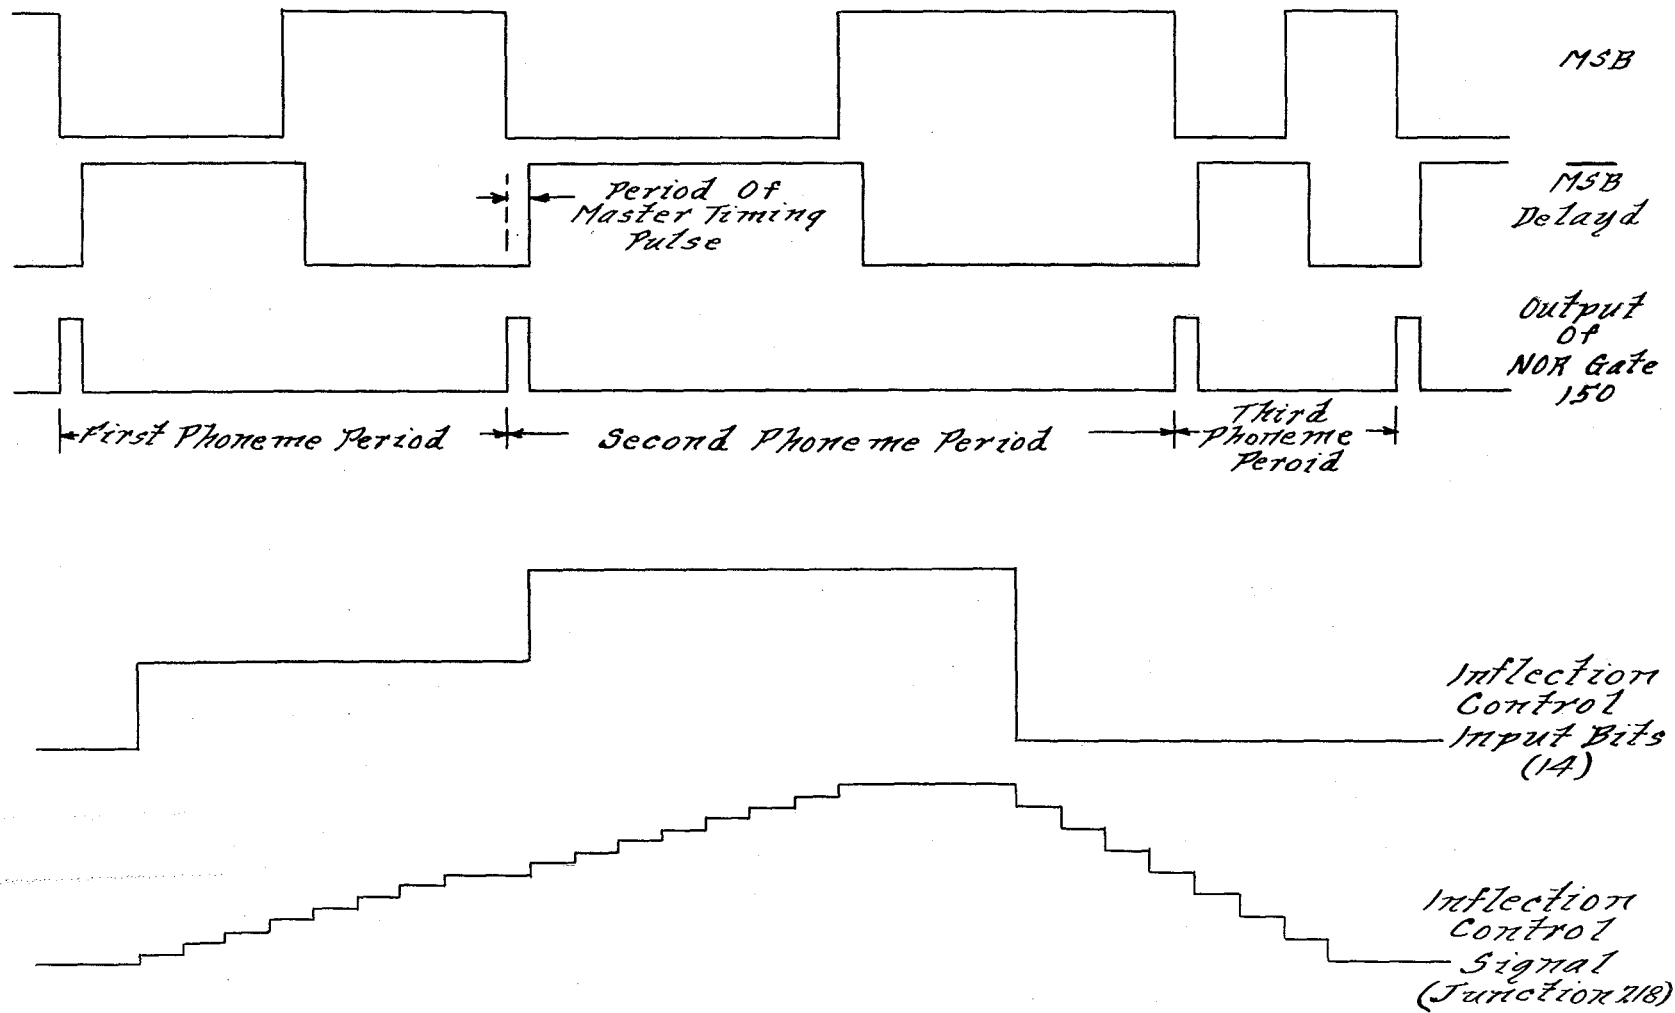 MSB
Period Of
Master Timing
Pulse
MSB
Delayd
Output
Of
NOR Gate
150
First Phoneme Period
Second Phoneme Period
Third
Phoneme
Peroid
Inflection
Control
Input Bits
(14)
Inflection
Control
Signal
(Junction 218)